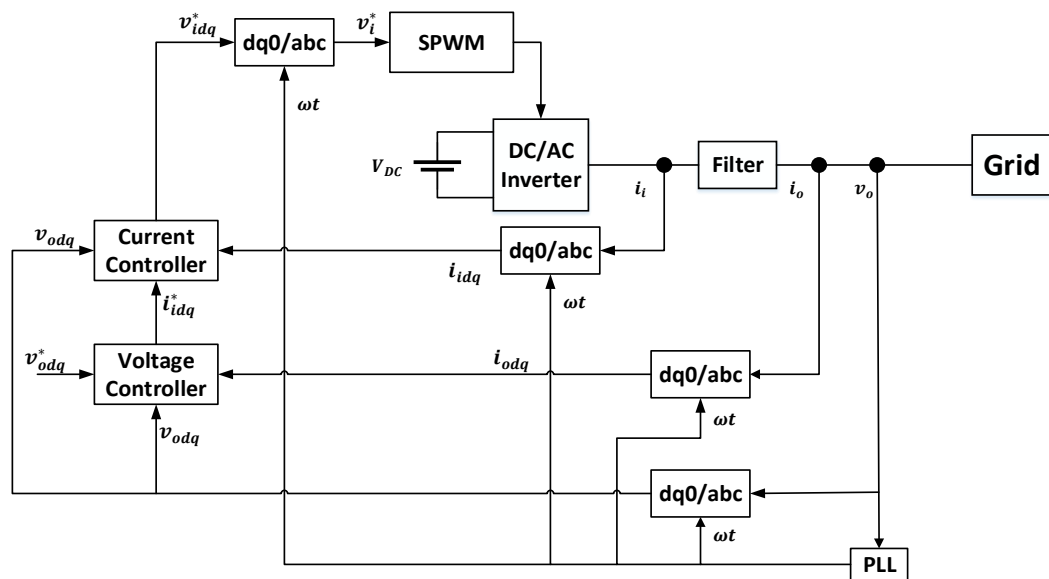 v*idq
dq0/abc
v*i
SPWM
ωt
VDC
DC/AC
Inverter
ii
Filter
io
vo
Grid
vodq
Current
Controller
iidq
dq0/abc
ωt
i*idq
v*odq
Voltage
Controller
iodq
dq0/abc
ωt
vodq
dq0/abc
ωt
PLL